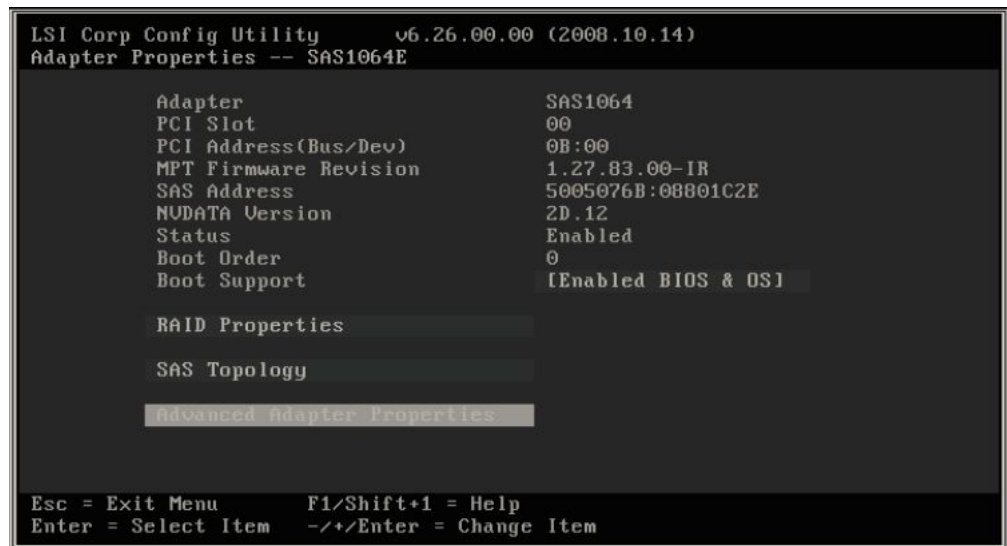 LSI Corp Config Utility v6.26.00.00 (2008.10.14)
Adapter Properties -- SAS1064E
Adapter SAS1064
PCI Slot 00
PCI Address(Bus/Dev) 0B:00
MPT Firmware Revision 1.27.83.00-IR
SAS Address 5005076B:08801C2E
NVDATA Version 2D.12
Status Enabled
Boot Order 0
Boot Support [Enabled BIOS & OS]
RAID Properties
SAS Topology
Advanced Adapter Properties
Esc = Exit Menu F1/Shift+1 = Help
Enter = Select Item -/+/Enter = Change Item